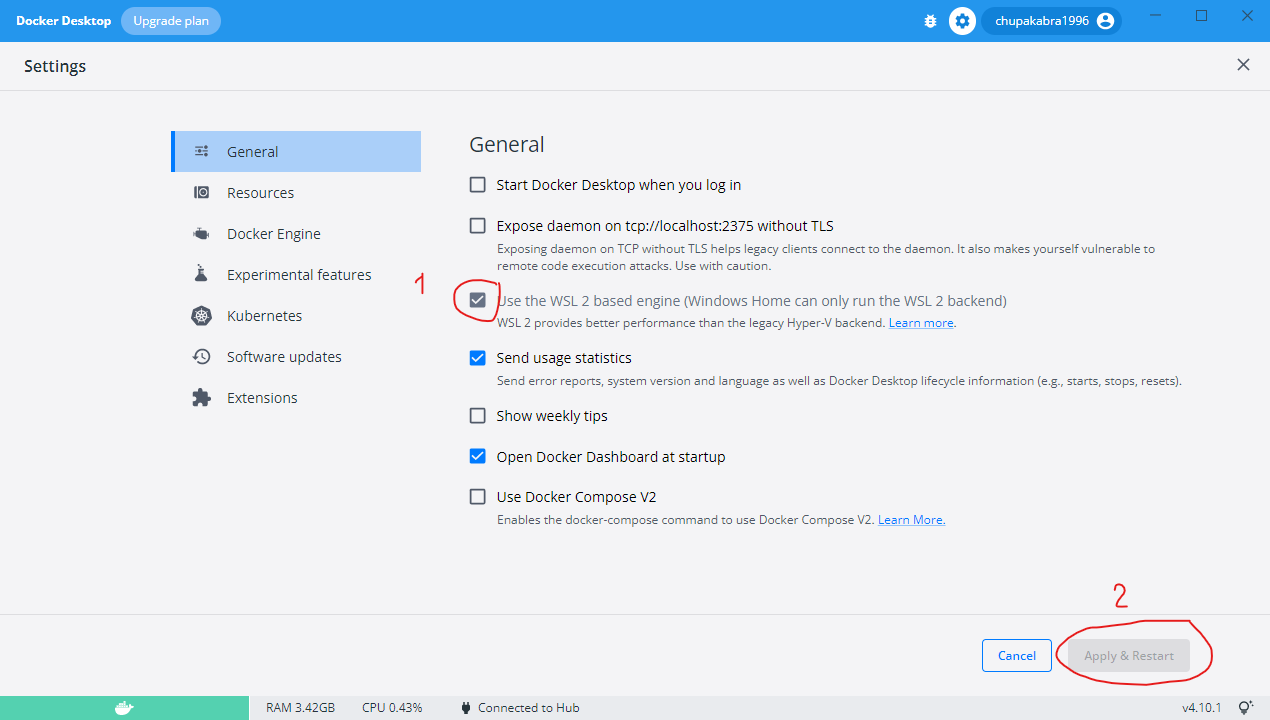 Docker Desktop
Upgrade plan
chupakabra1996
Settings
General
Resources
Docker Engine
Experimental features
Kubernetes
Software updates
Extensions
General
Start Docker Desktop when you log in
Expose daemon on tcp://localhost:2375 without TLS
Exposing daemon on TCP without TLS helps legacy clients connect to the daemon. It also makes yourself vulnerable to
remote code execution attacks. Use with caution.
1
Use the WSL 2 based engine (Windows Home can only run the WSL 2 backend)
WSL 2 provides better performance than the legacy Hyper-V backend. Learn more.
Send usage statistics
Send error reports, system version and language as well as Docker Desktop lifecycle information (e.g., starts, stops, resets).
Show weekly tips
Open Docker Dashboard at startup
Use Docker Compose V2
Enables the docker-compose command to use Docker Compose V2. Learn More.
2
Cancel
Apply & Restart
RAM 3.42GB
CPU 0.43%
Connected to Hub
v4.10.1